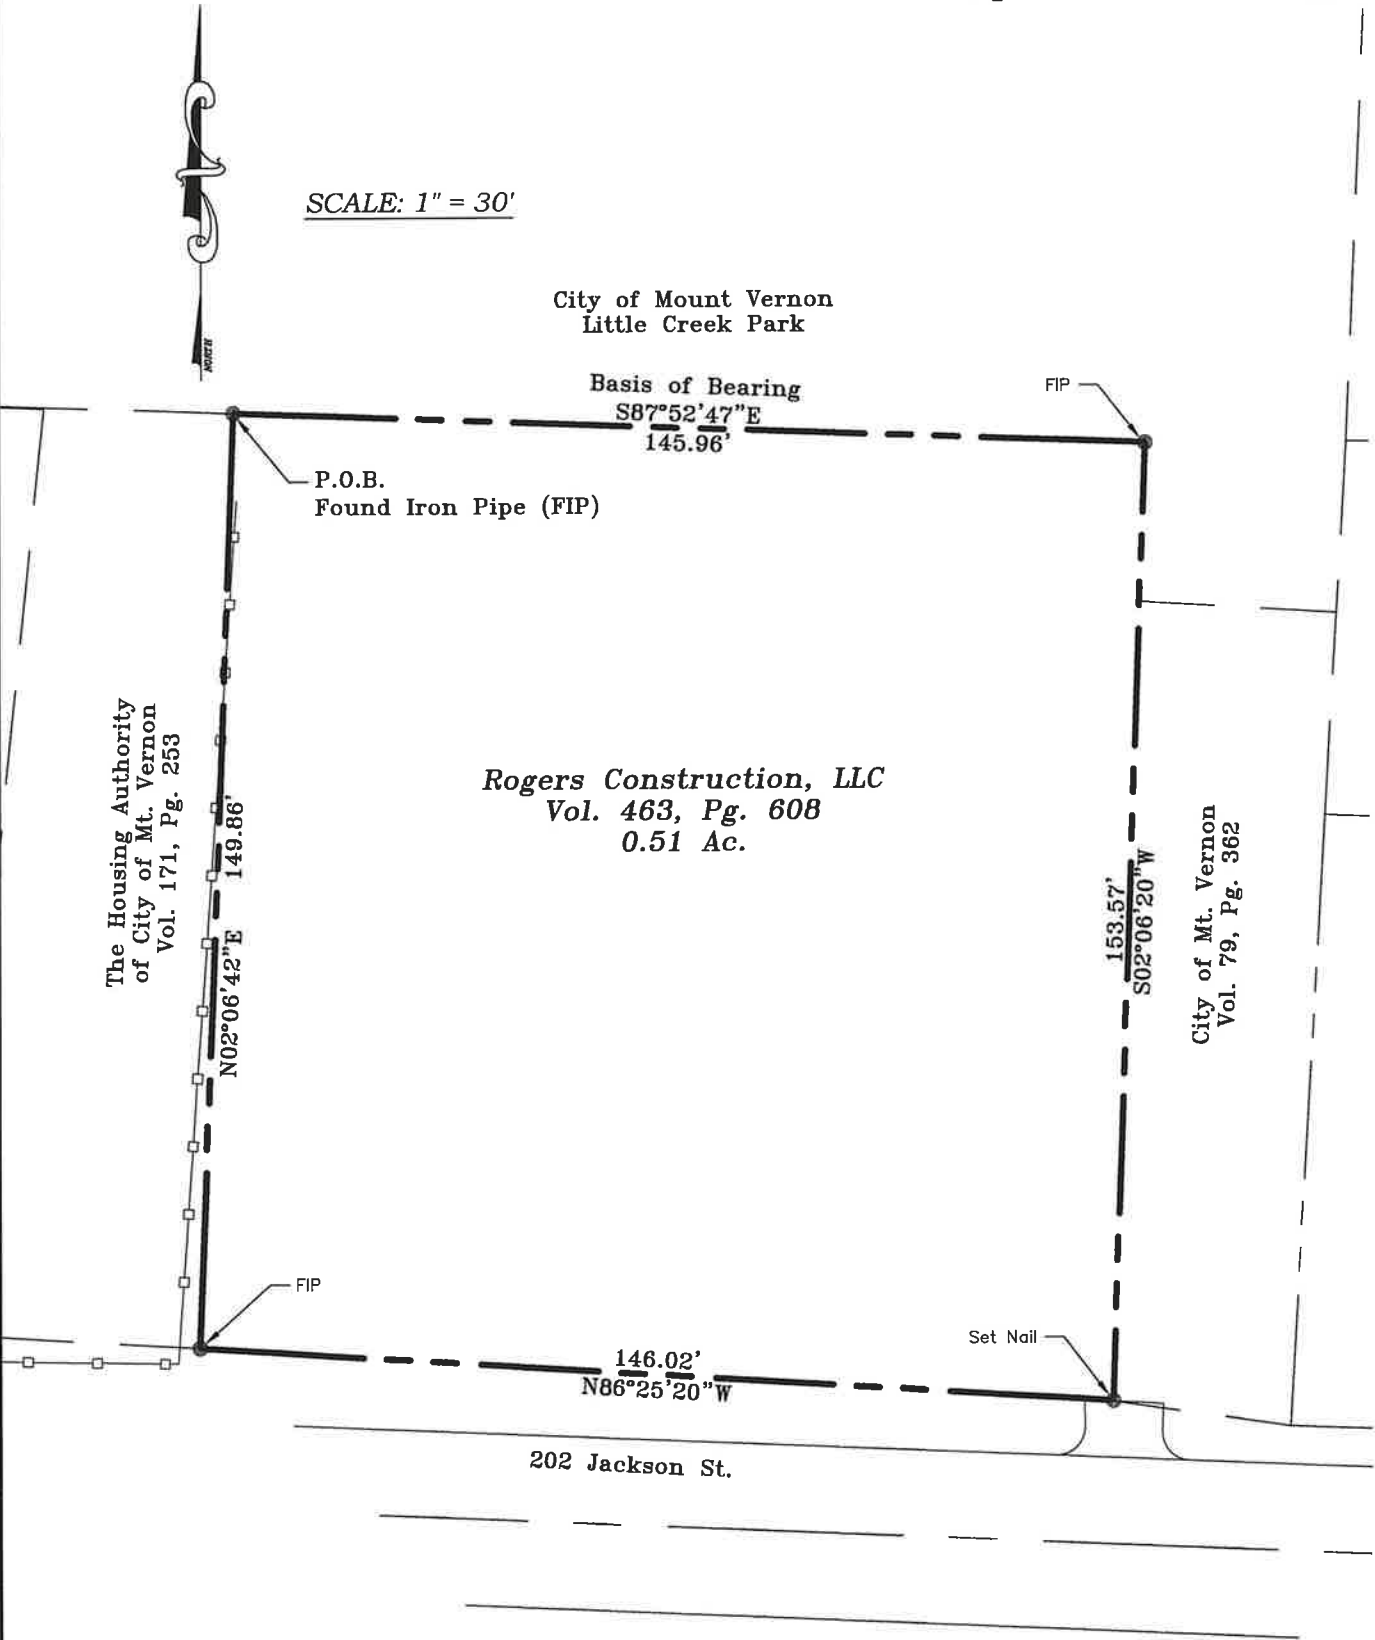 NORTH
SCALE: 1" = 30'
City of Mount Vernon
Little Creek Park
Basis of Bearing
S87°52'47"E
145.96'
FIP
P.O.B.
Found Iron Pipe (FIP)
The Housing Authority
of City of Mt. Vernon
Vol. 171, Pg. 253
N02°06'42"E 149.86'
Rogers Construction, LLC
Vol. 463, Pg. 608
0.51 Ac.
153.57'
S02°06'20"W
City of Mt. Vernon
Vol. 79, Pg. 362
FIP
Set Nail
146.02'
N86°25'20"W
202 Jackson St.